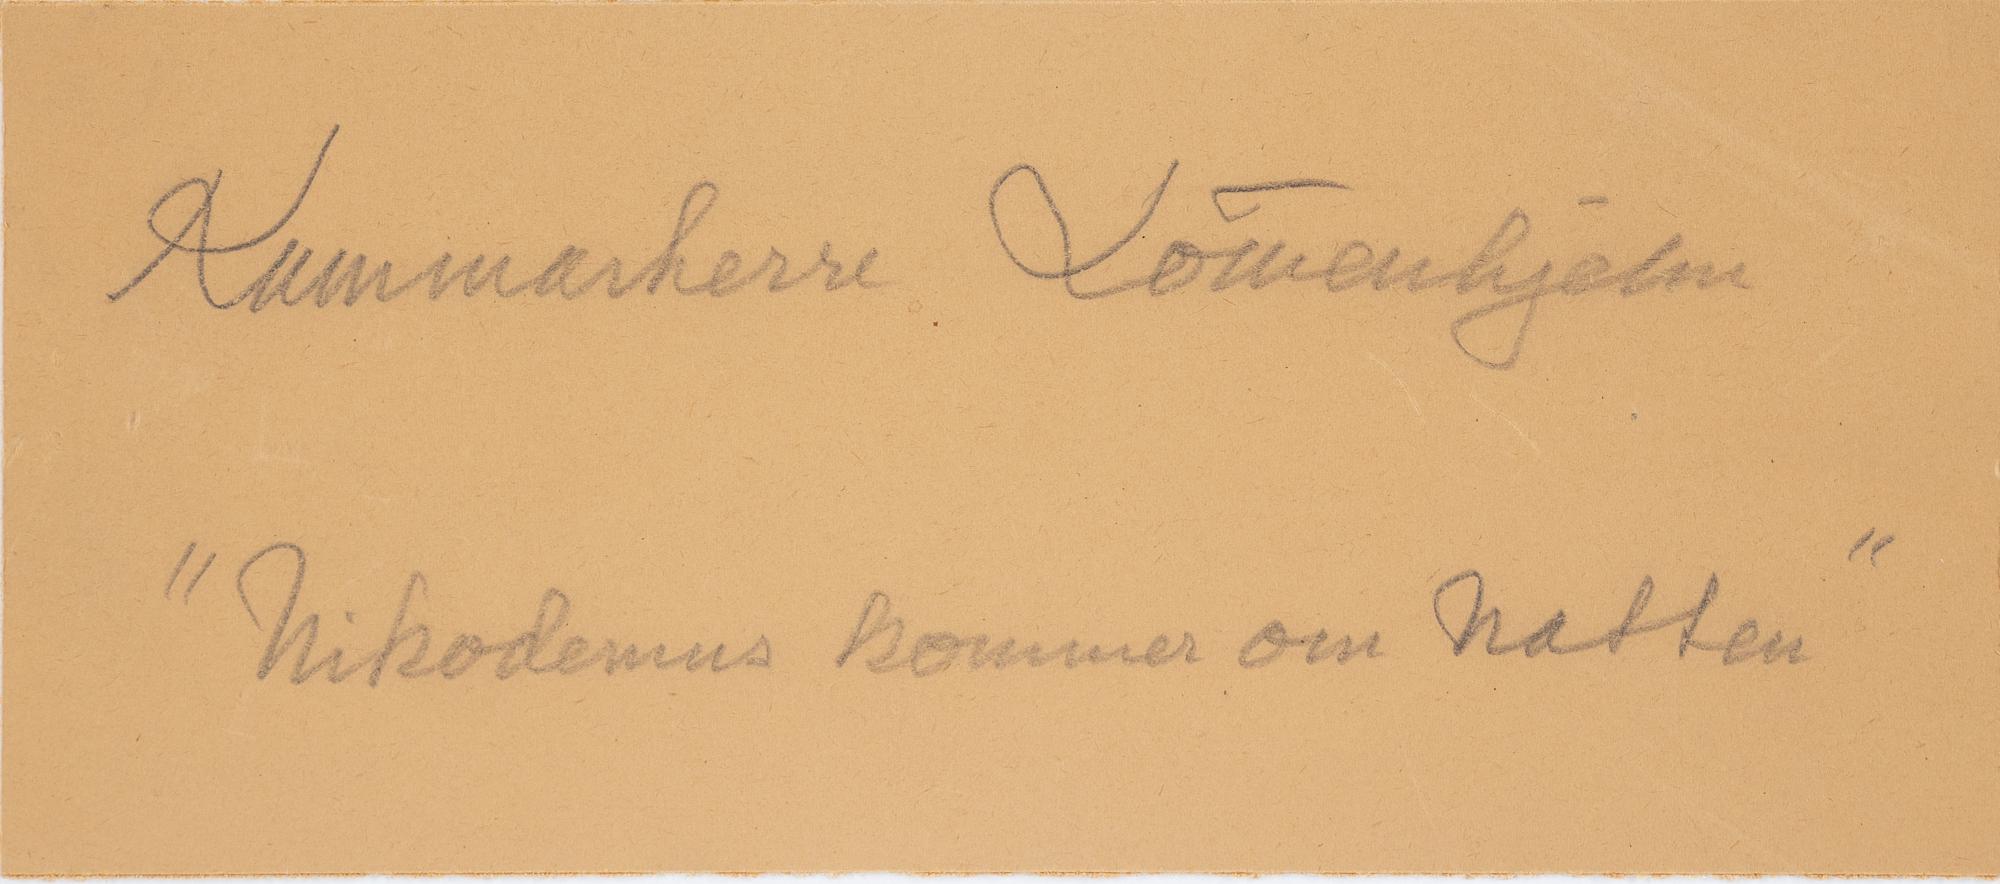 Kammarherre Löwenhjelm
"Nikodemus kommer om natten"